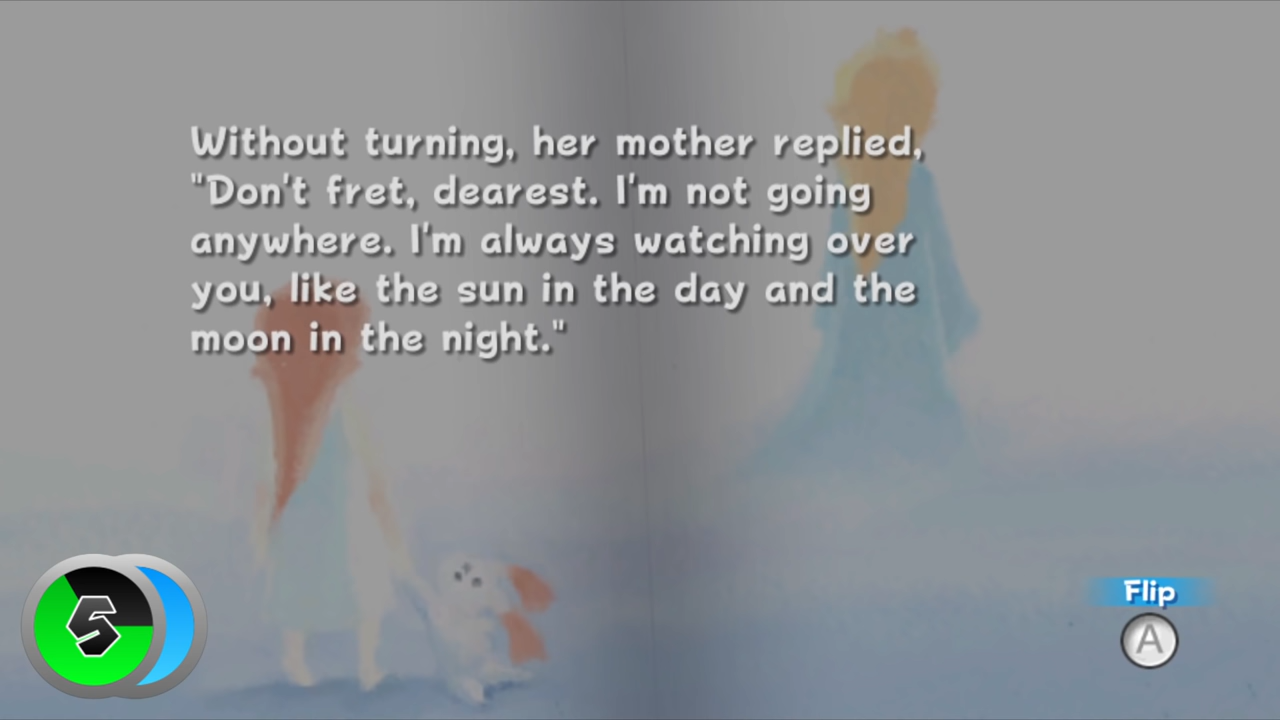 Without turning, her mother replied,
"Don't fret, dearest. I'm not going
anywhere. I'm always watching over
you, like the sun in the day and the
moon in the night."
5
Flip
A